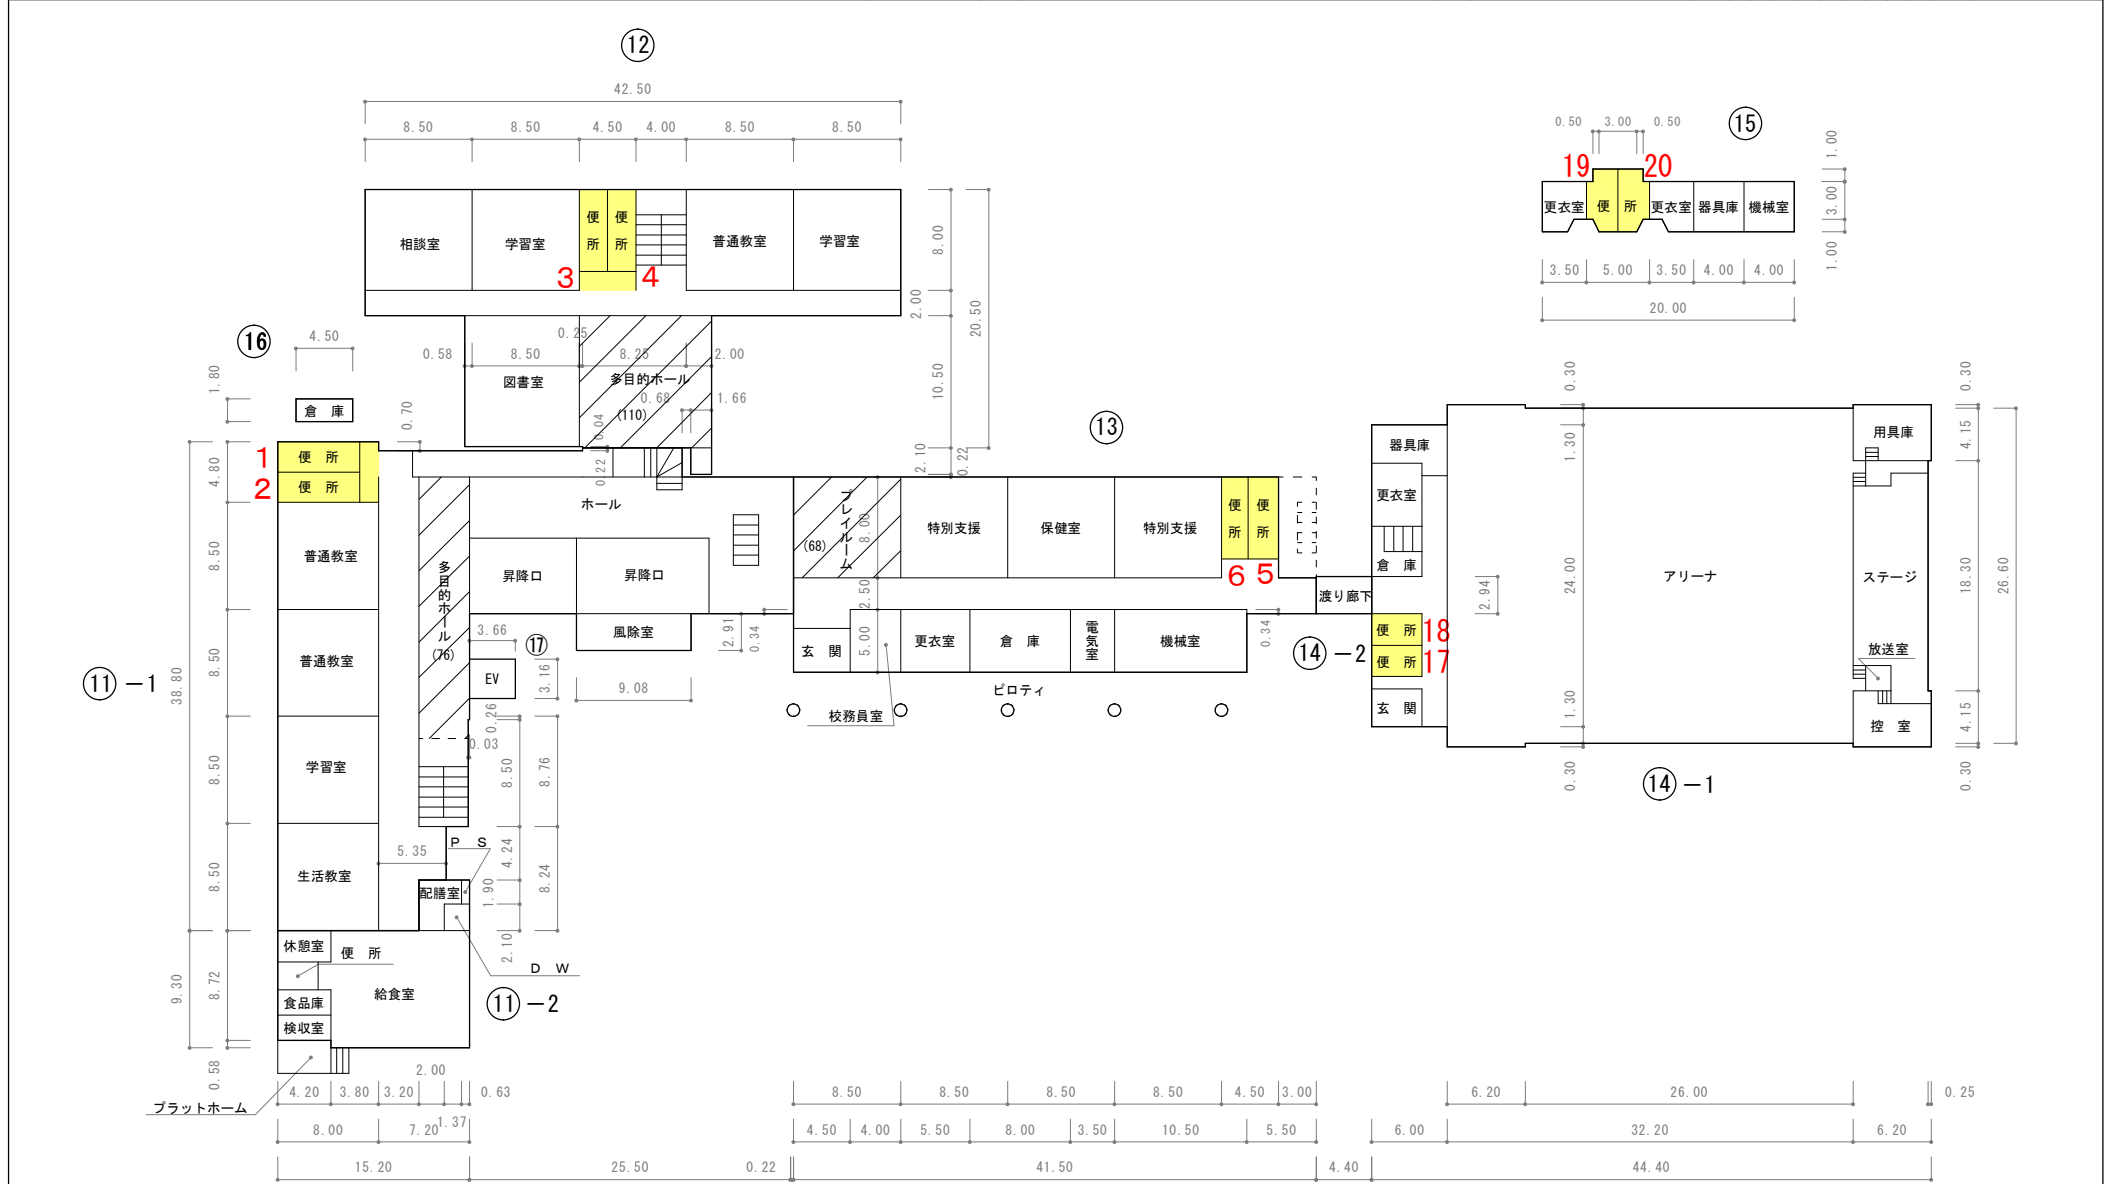 ⑫
42.50
8.50 8.50 4.50 4.00 8.50 8.50
相談室
学習室
便所
便所
普通教室
学習室
3
4
8.00
2.00
10.50
20.50
⑮
0.50 3.00 0.50
19
20
更衣室
便 所
更衣室
器具庫
機械室
1.00
3.00
1.00
3.50 5.00 3.50 4.00 4.00
20.00
⑯
4.50
1.80
倉 庫
0.25
0.58 8.50 8.25 2.00
図書室
多目的ホール
(110)
0.68 1.66
0.70
0.04
0.22
2.10
0.22
1
便 所
2
便 所
普通教室
普通教室
学習室
生活教室
4.80
8.50
8.50
8.50
8.50
38.80
⑪-1
多目的ホール
(76)
ホール
昇降口
昇降口
風除室
3.66
⑰
EV
3.16
9.08
2.91
0.34
0.26
0.03
8.50
8.76
5.35
P S
4.24
8.24
1.90
2.10
配膳室
D W
⑪-2
休憩室
便 所
給食室
食品庫
検収室
9.30
8.72
0.58
プラットホーム
2.00
4.20 3.80 3.20 0.63
1.37
8.00 7.20
15.20 25.50 0.22 41.50 4.40 44.40
⑬
プレイルーム
(68)
8.00
特別支援
保健室
特別支援
便所
便所
6
5
2.50
5.00
玄 関
校務員室
更衣室
倉 庫
電気室
機械室
0.34
ピロティ
渡り廊下
⑭-2
8.50 8.50 8.50 8.50 4.50 3.00
4.50 4.00 5.50 8.00 3.50 10.50 5.50
器具庫
更衣室
倉 庫
便 所
18
便 所
17
玄 関
2.94
0.30
1.30
24.00
1.30
0.30
アリーナ
ステージ
用具庫
放送室
控 室
0.30
4.15
18.30
26.60
4.15
0.30
⑭-1
6.20 26.00 0.25
6.00 32.20 6.20